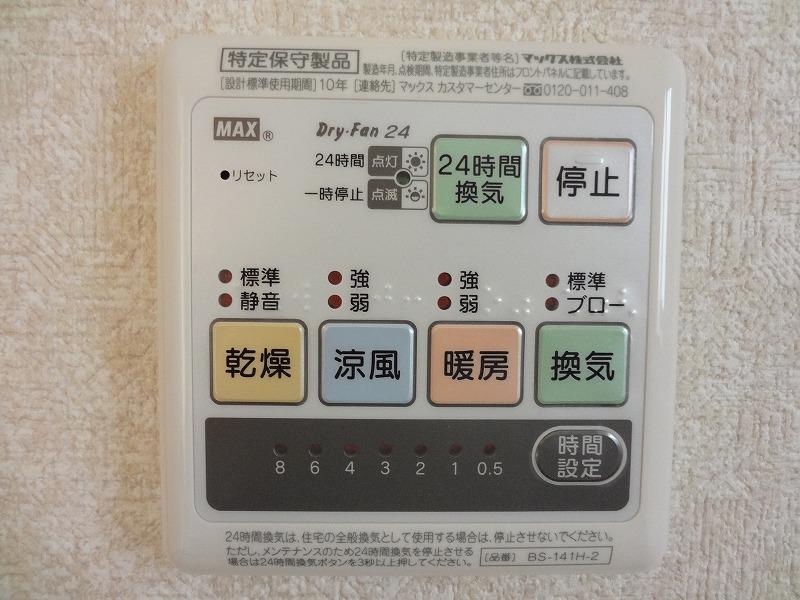 特定保守製品
[特定製造事業者等名] マックス株式会社
製造年月、点検期間、特定製造事業者住所はフロントパネルに記載しています。
[設計標準使用期間] 10年 [連絡先] マックス カスタマーセンター 0120-011-408
MAX®
Dry・Fan 24
リセット
24時間 点灯
一時停止 点滅
24時間換気
停止
標準 強 強 標準
静音 弱 弱 ブロー
乾燥 涼風 暖房 換気
8 6 4 3 2 1 0.5
時間設定
24時間換気は、住宅の全般換気として使用する場合は、停止させないでください。
ただし、メンテナンスのため24時間換気を停止させる
場合は24時間換気ボタンを3秒以上押してください。
[品番] BS-141H-2